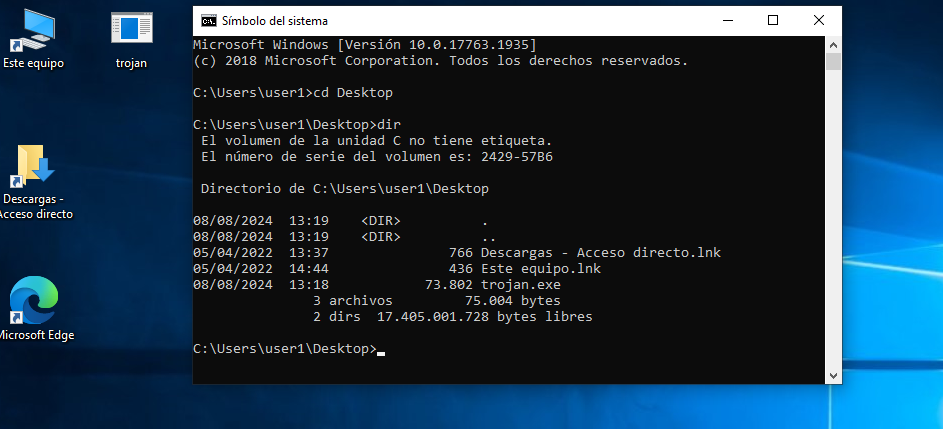 Este equipo
trojan
Descargas -
Acceso directo
Microsoft Edge
Símbolo del sistema
Microsoft Windows [Versión 10.0.17763.1935]
(c) 2018 Microsoft Corporation. Todos los derechos reservados.
C:\Users\user1>cd Desktop
C:\Users\user1\Desktop>dir
El volumen de la unidad C no tiene etiqueta.
El número de serie del volumen es: 2429-57B6
Directorio de C:\Users\user1\Desktop
08/08/2024  13:19    <DIR>          .
08/08/2024  13:19    <DIR>          ..
05/04/2022  13:37               766 Descargas - Acceso directo.lnk
05/04/2022  14:44               436 Este equipo.lnk
08/08/2024  13:18            73.802 trojan.exe
3 archivos         75.004 bytes
2 dirs  17.405.001.728 bytes libres
C:\Users\user1\Desktop>